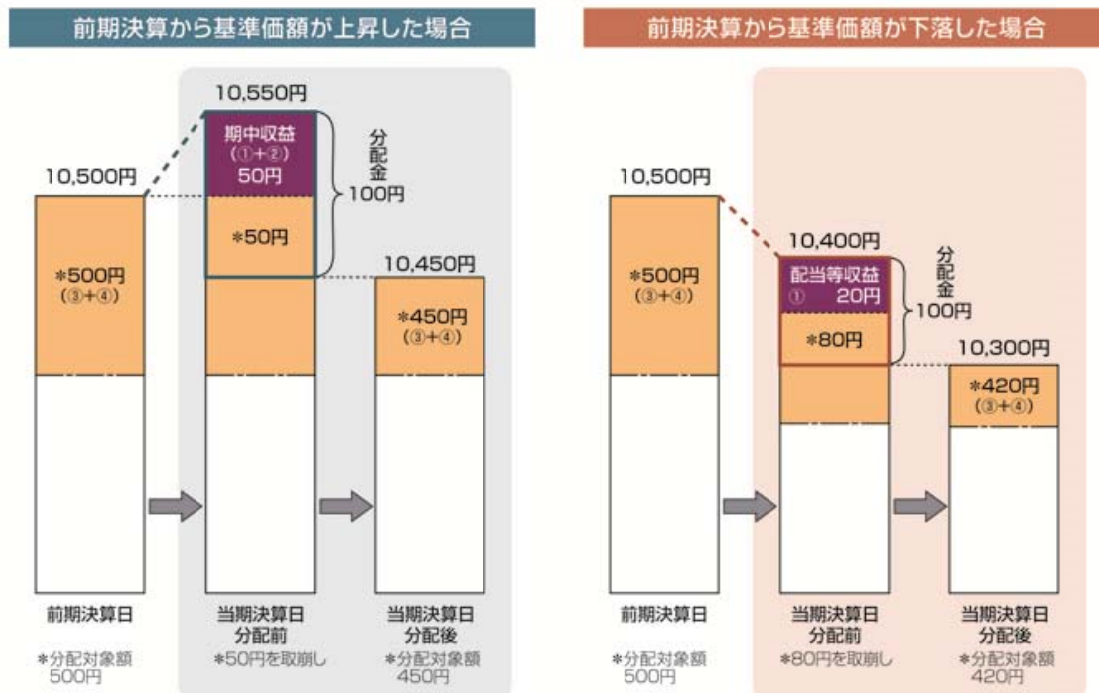 前期決算から基準価額が上昇した場合
10,550円
期中収益
(①+②)
50円
分配金
100円
10,500円
*50円
10,450円
*500円
(③+④)
*450円
(③+④)
前期決算日
当期決算日
分配前
当期決算日
分配後
*分配対象額
500円
*50円を取崩し
*分配対象額
450円
前期決算から基準価額が下落した場合
10,500円
10,400円
配当等収益
① 20円
分配金
100円
*500円
(③+④)
*80円
10,300円
*420円
(③+④)
前期決算日
当期決算日
分配前
当期決算日
分配後
*分配対象額
500円
*80円を取崩し
*分配対象額
420円